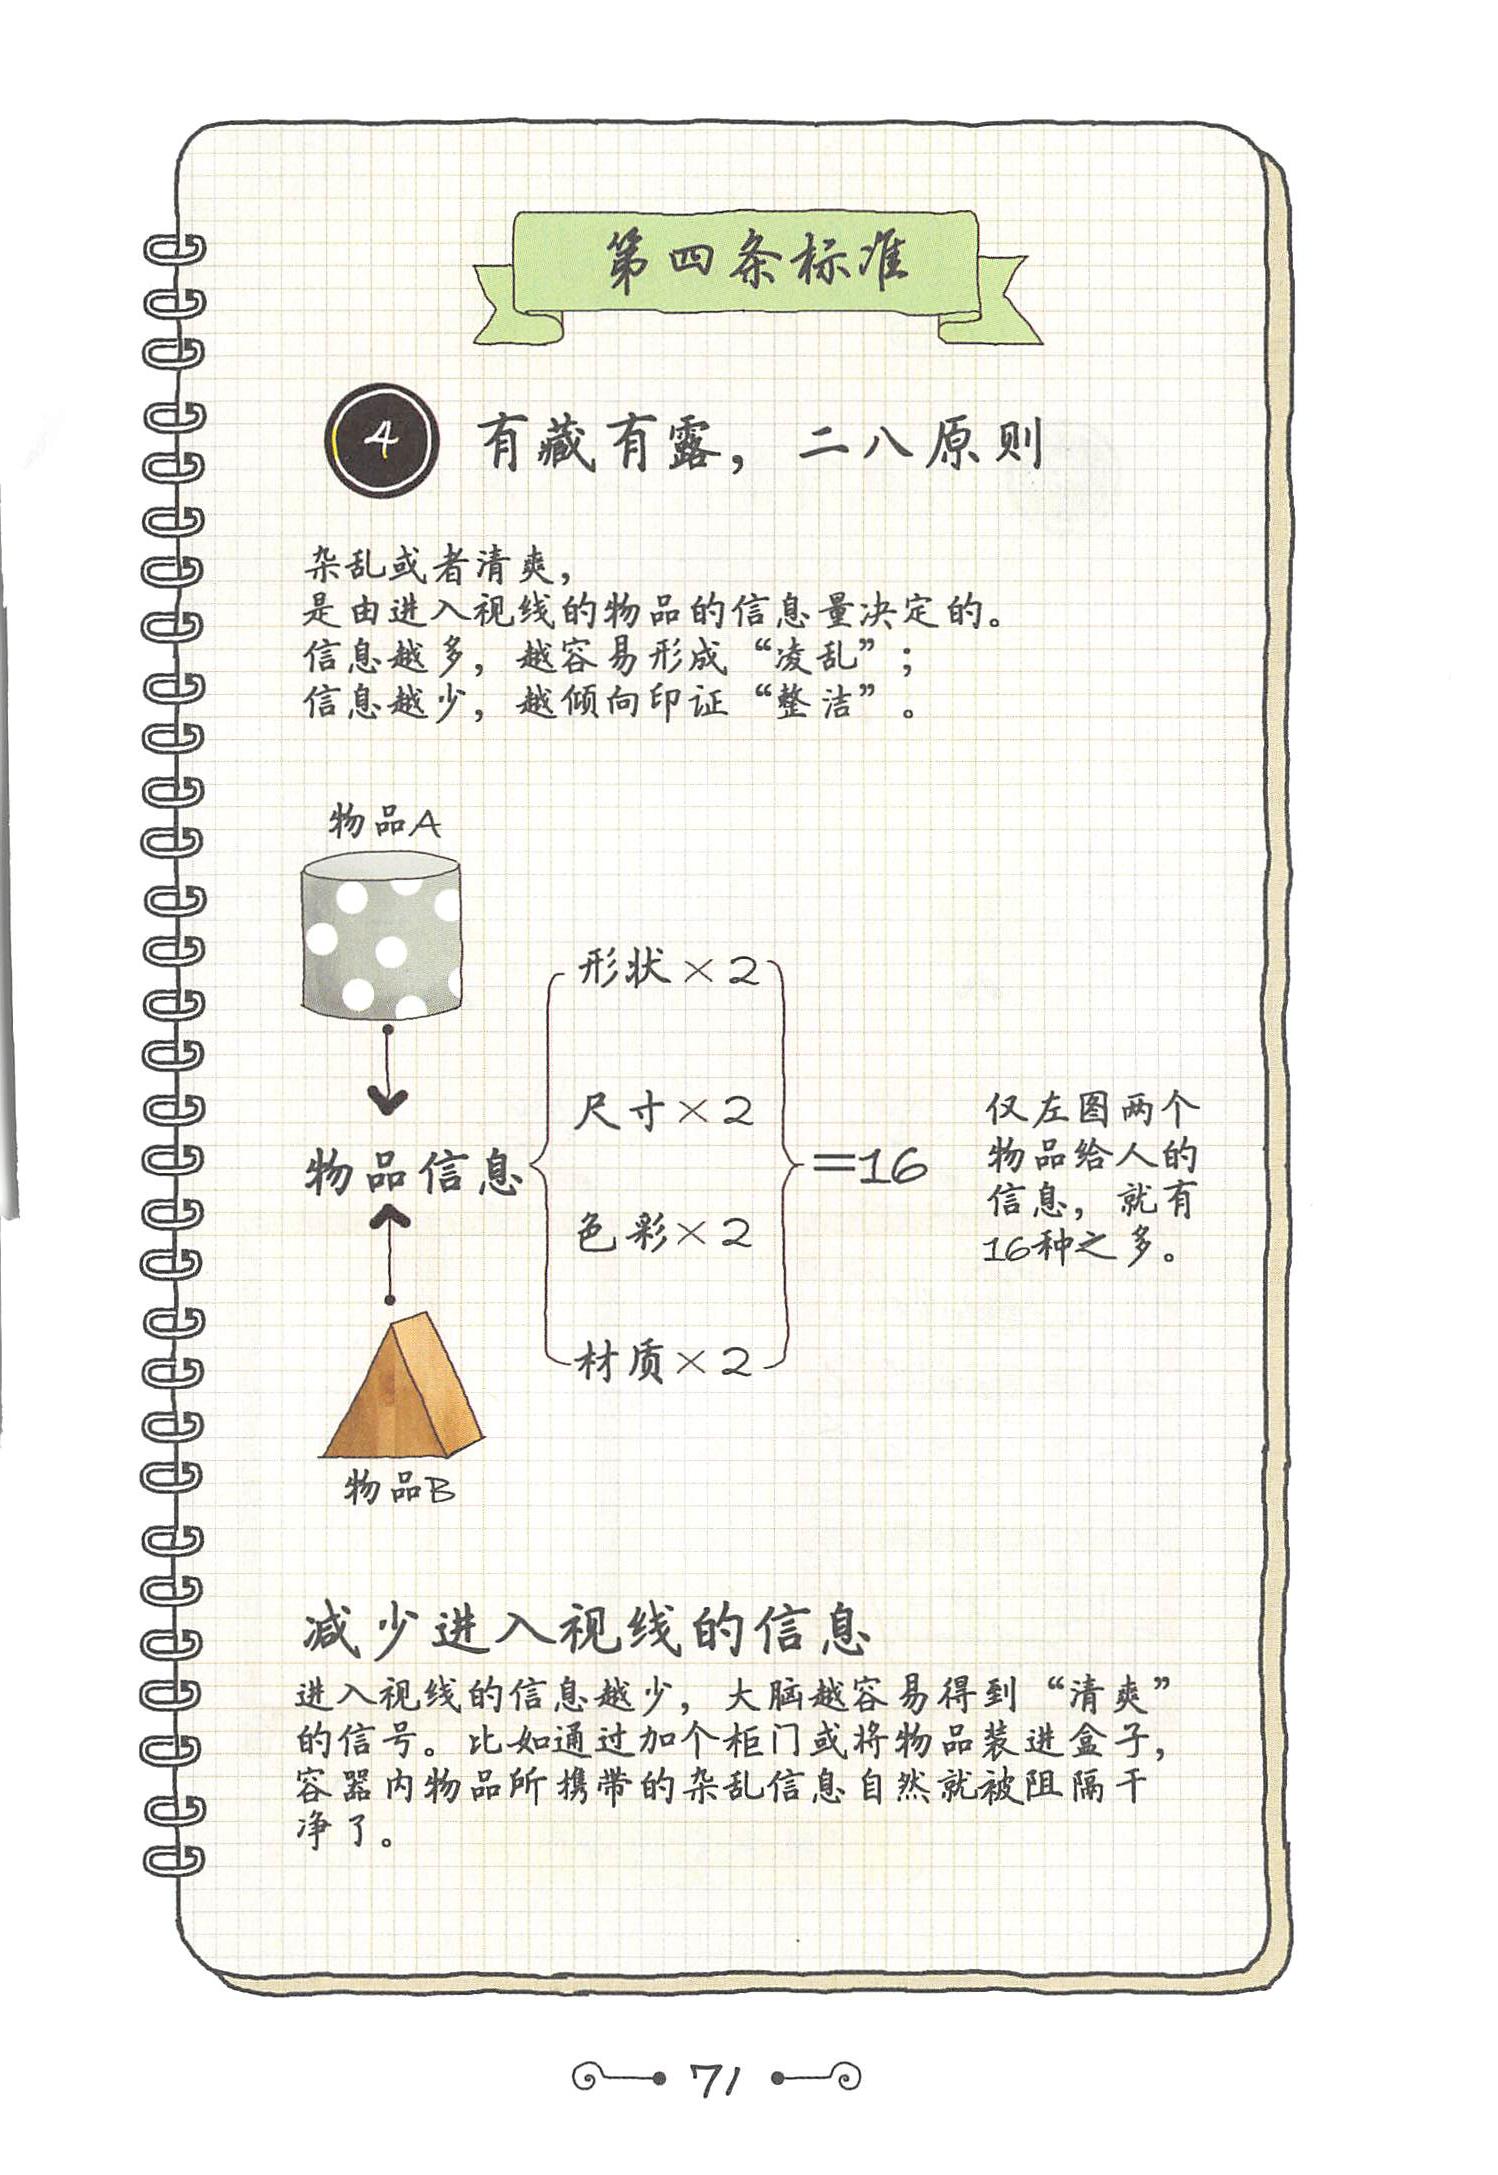 第四条标准
4 有藏有露，二八原则
杂乱或者清爽，
是由进入视线的物品的信息量决定的。
信息越多，越容易形成“凌乱”；
信息越少，越倾向印证“整洁”。
物品A
形状×2
尺寸×2
物品信息
=16
色彩×2
材质×2
物品B
仅左图两个
物品给人的
信息，就有
16种之多。
减少进入视线的信息
进入视线的信息越少，大脑越容易得到“清爽”
的信号。比如通过加个柜门或将物品装进盒子，
容器内物品所携带的杂乱信息自然就被阻隔干
净了。
71